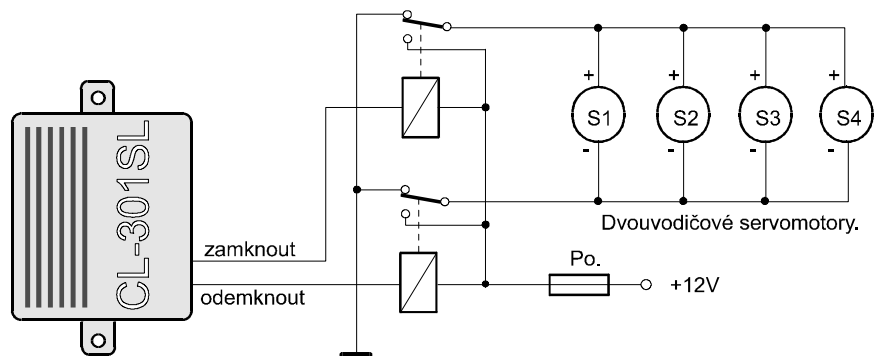 CL-301SL
zamknout
odemknout
+ + + +
S1 S2 S3 S4
- - - -
Dvouvodičové servomotory.
Po.
+12V